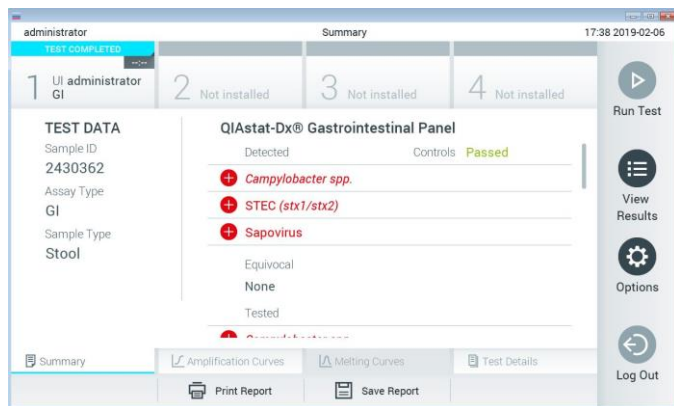 administrator Summary 17:38 2019-02-06
TEST COMPLETED
1 UI administrator
GI
2 Not installed
3 Not installed
4 Not installed
Run Test
View
Results
Options
Log Out
TEST DATA
Sample ID
2430362
Assay Type
GI
Sample Type
Stool
QIAstat-Dx® Gastrointestinal Panel
Detected Controls Passed
Campylobacter spp.
STEC (stx1/stx2)
Sapovirus
Equivocal
None
Tested
Campylobacter spp.
Summary
Amplification Curves
Melting Curves
Test Details
Print Report
Save Report